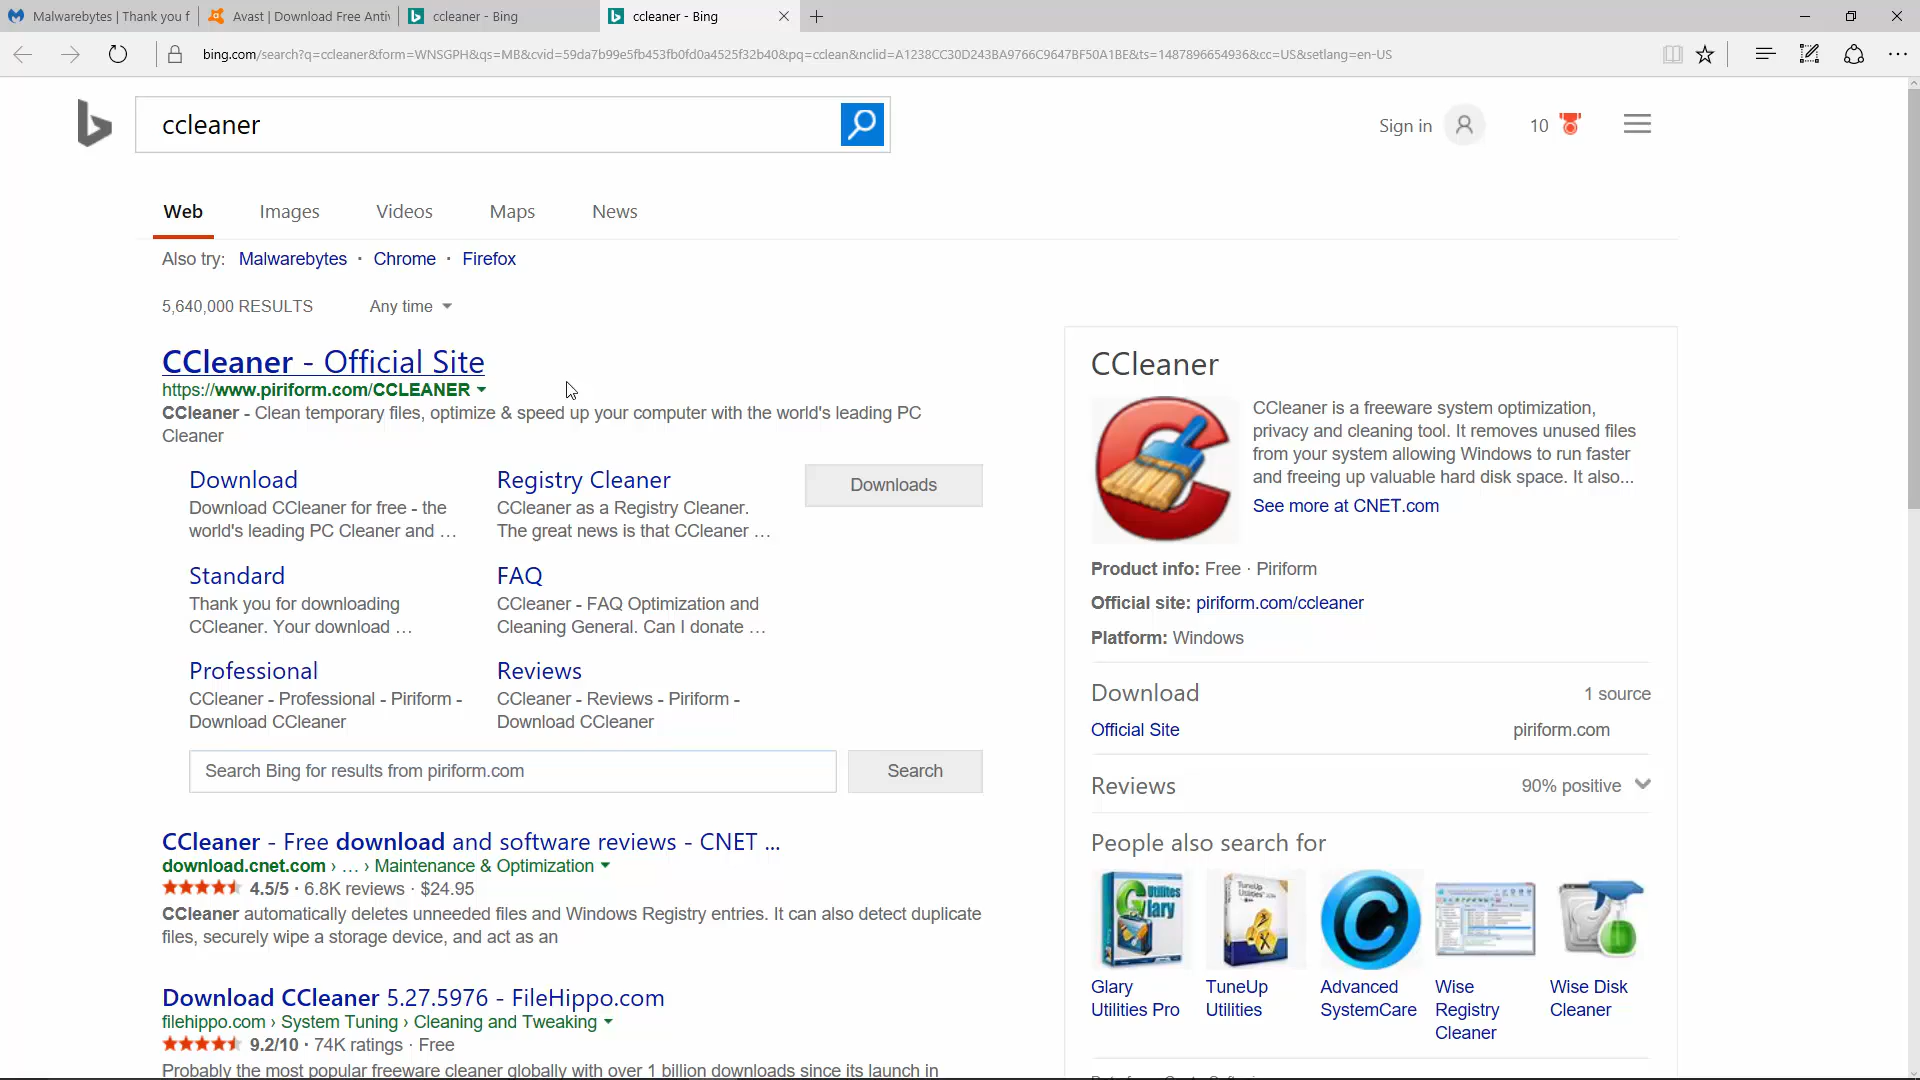 Malwarebytes | Thank you f
Avast | Download Free Anti
ccleaner - Bing
ccleaner - Bing
bing.com/search?q=ccleaner&form=WNSGPH&qs=MB&cvid=59da7b99e5fb453fb0fd0a4525f32b40&pq=cclean&nclid=A1238CC30D243BA9766C9647BF50A1BE&ts=1487896654936&cc=US&setlang=en-US
ccleaner
Sign in
10
Web
Images
Videos
Maps
News
Also try: Malwarebytes · Chrome · Firefox
5,640,000 RESULTS
Any time
CCleaner - Official Site
https://www.piriform.com/CCLEANER
CCleaner - Clean temporary files, optimize & speed up your computer with the world's leading PC
Cleaner
Download
Download CCleaner for free - the
world's leading PC Cleaner and ...
Registry Cleaner
CCleaner as a Registry Cleaner.
The great news is that CCleaner ...
Downloads
Standard
Thank you for downloading
CCleaner. Your download ...
FAQ
CCleaner - FAQ Optimization and
Cleaning General. Can I donate ...
Professional
CCleaner - Professional - Piriform -
Download CCleaner
Reviews
CCleaner - Reviews - Piriform -
Download CCleaner
Search Bing for results from piriform.com
Search
CCleaner - Free download and software reviews - CNET ...
download.cnet.com › ... › Maintenance & Optimization
4.5/5 · 6.8K reviews · $24.95
CCleaner automatically deletes unneeded files and Windows Registry entries. It can also detect duplicate
files, securely wipe a storage device, and act as an
Download CCleaner 5.27.5976 - FileHippo.com
filehippo.com › System Tuning › Cleaning and Tweaking
9.2/10 · 74K ratings · Free
Probably the most popular freeware cleaner globally with over 1 billion downloads since its launch in
CCleaner
CCleaner is a freeware system optimization,
privacy and cleaning tool. It removes unused files
from your system allowing Windows to run faster
and freeing up valuable hard disk space. It also...
See more at CNET.com
Product info: Free · Piriform
Official site: piriform.com/ccleaner
Platform: Windows
Download
1 source
Official Site
piriform.com
Reviews
90% positive
People also search for
Glary
Utilities Pro
TuneUp
Utilities
Advanced
SystemCare
Wise
Registry
Cleaner
Wise Disk
Cleaner